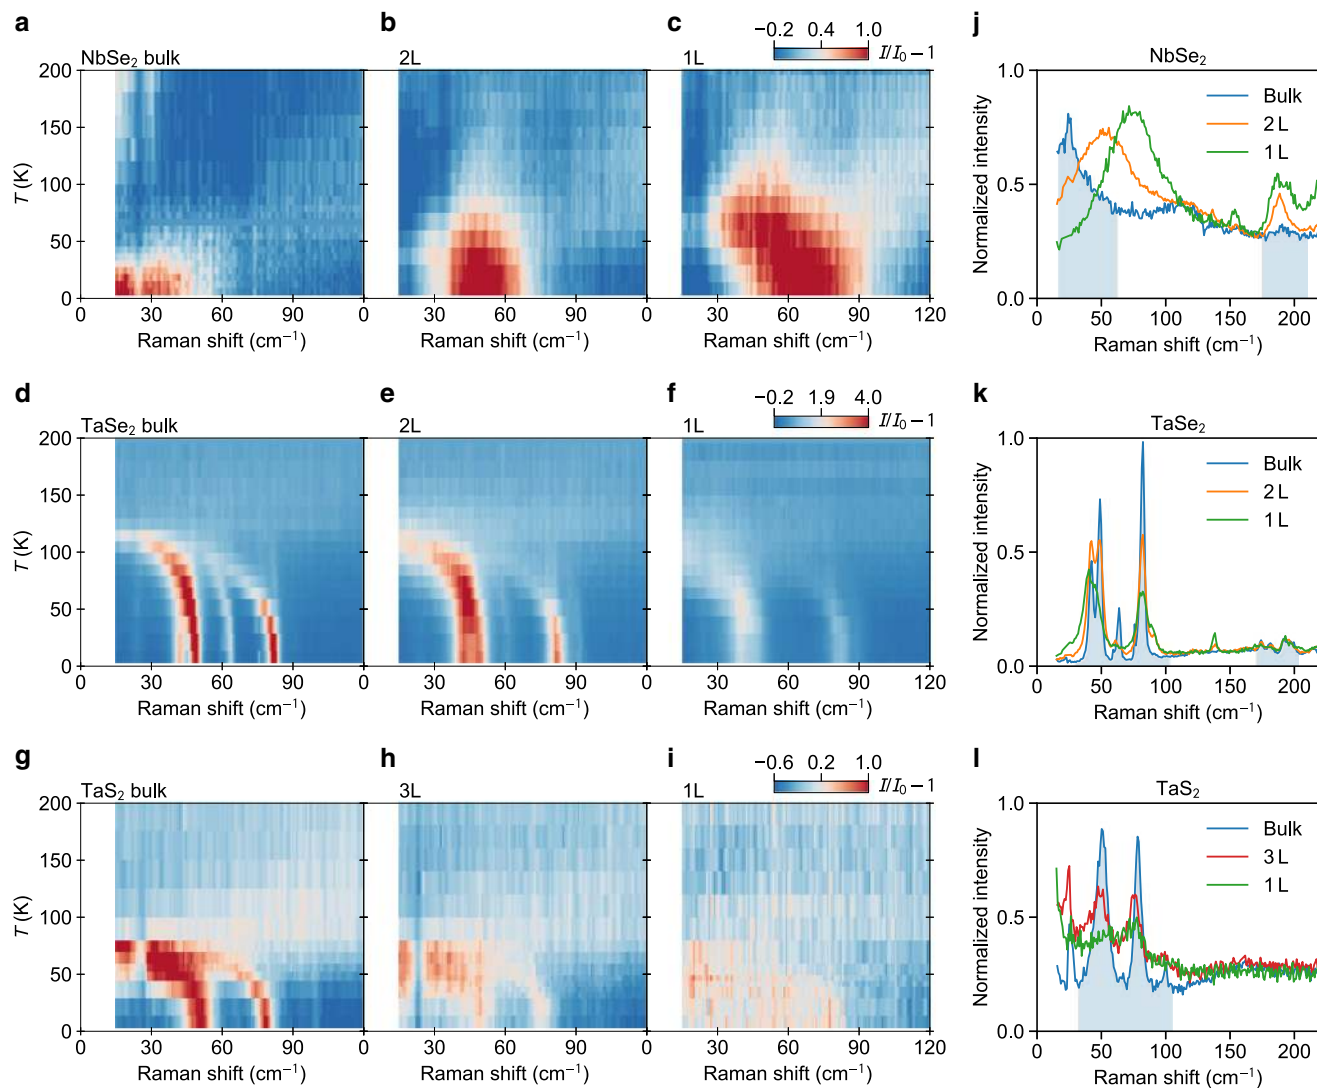 a
b
c
j
NbSe₂ bulk
2L
1L
−0.2 0.4 1.0
I/I₀ − 1
NbSe₂
200
150
100
50
0
T (K)
0 30 60 90 0 30 60 90 0 30 60 90 120
Raman shift (cm⁻¹) Raman shift (cm⁻¹) Raman shift (cm⁻¹)
1.0
0.5
0.0
Normalized intensity
Bulk
2 L
1 L
0 50 100 150 200
Raman shift (cm⁻¹)
d
e
f
k
TaSe₂ bulk
2L
1L
−0.2 1.9 4.0
I/I₀ − 1
TaSe₂
200
150
100
50
0
T (K)
0 30 60 90 0 30 60 90 0 30 60 90 120
Raman shift (cm⁻¹) Raman shift (cm⁻¹) Raman shift (cm⁻¹)
1.0
0.5
0.0
Normalized intensity
Bulk
2 L
1 L
0 50 100 150 200
Raman shift (cm⁻¹)
g
h
i
l
TaS₂ bulk
3L
1L
−0.6 0.2 1.0
I/I₀ − 1
TaS₂
200
150
100
50
0
T (K)
0 30 60 90 0 30 60 90 0 30 60 90 120
Raman shift (cm⁻¹) Raman shift (cm⁻¹) Raman shift (cm⁻¹)
1.0
0.5
0.0
Normalized intensity
Bulk
3 L
1 L
0 50 100 150 200
Raman shift (cm⁻¹)